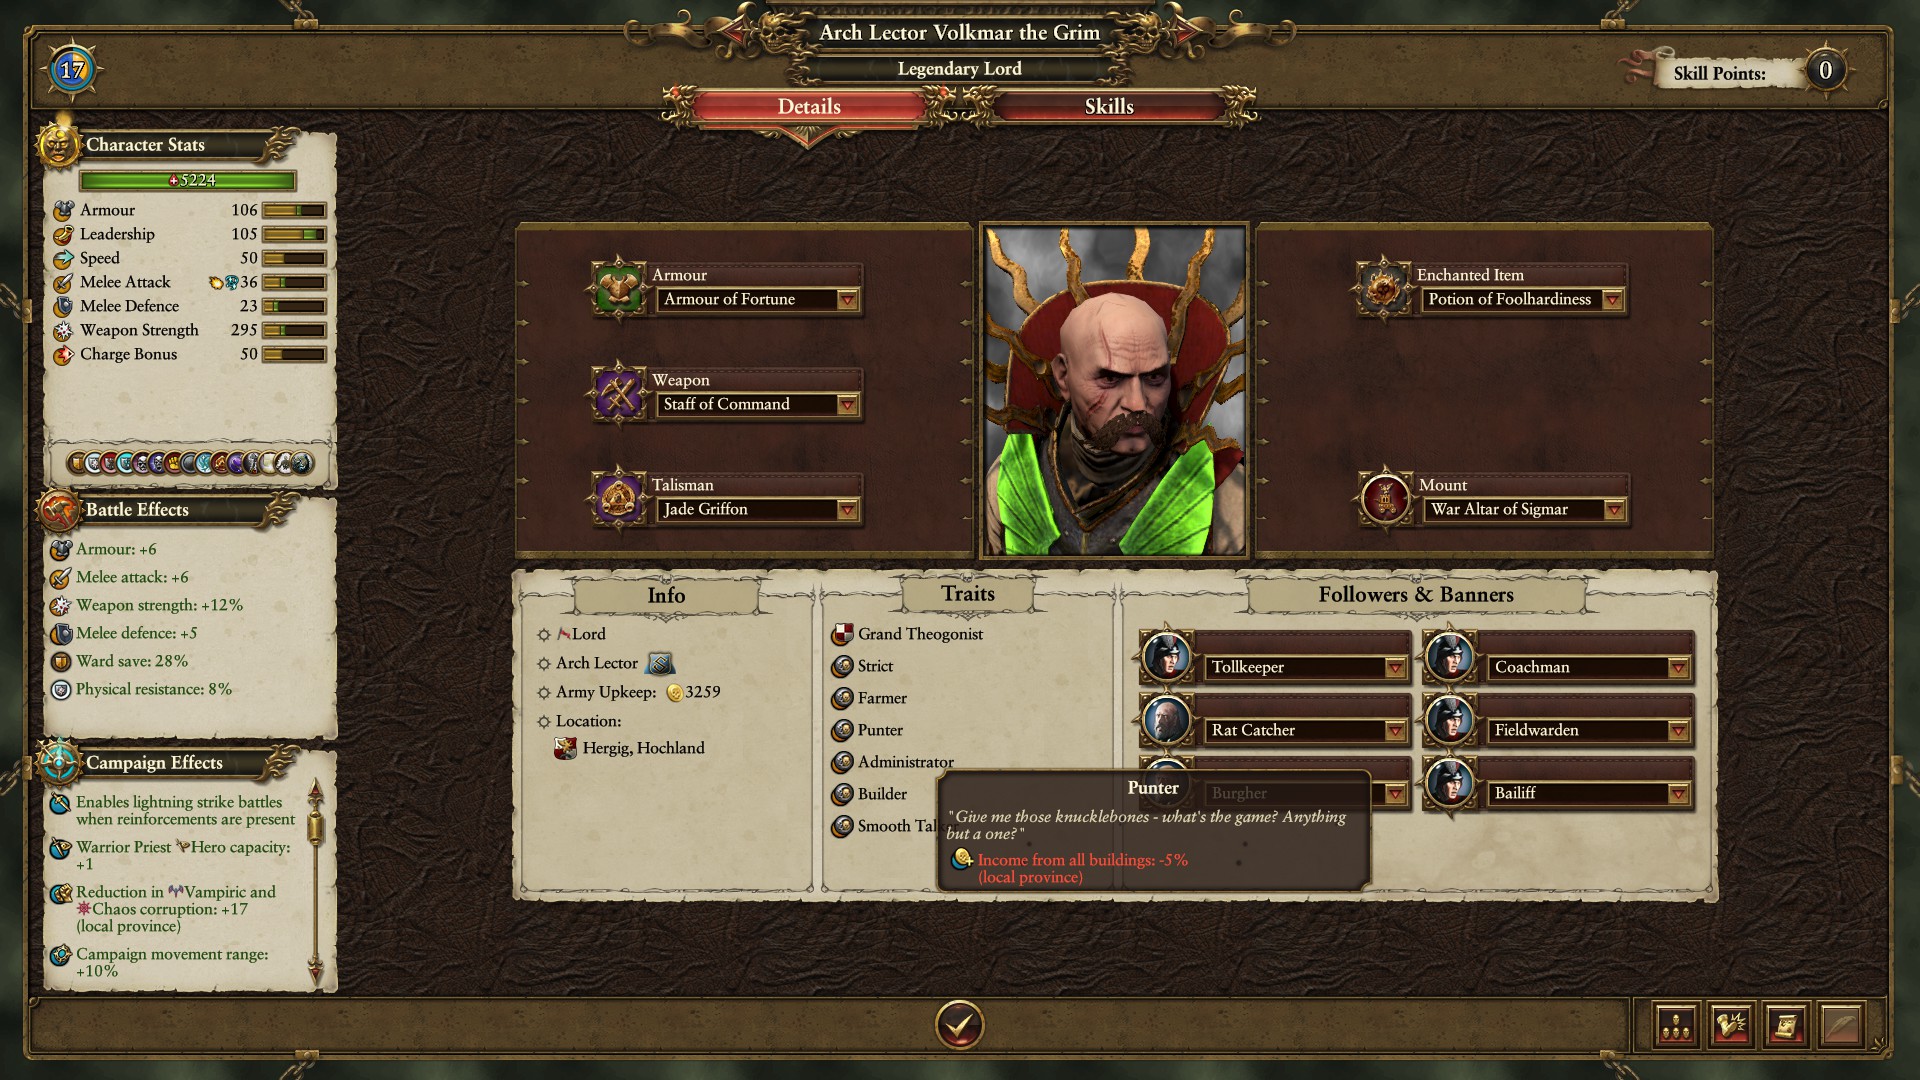 Arch Lector Volkmar the Grim
17
Legendary Lord
Skill Points: 0
Details
Skills
Character Stats
5224
Armour 106
Leadership 105
Speed 50
Melee Attack 36
Melee Defence 23
Weapon Strength 295
Charge Bonus 50
Battle Effects
Armour: +6
Melee attack: +6
Weapon strength: +12%
Melee defence: +5
Ward save: 28%
Physical resistance: 8%
Campaign Effects
Enables lightning strike battles
when reinforcements are present
Warrior Priest Hero capacity:
+1
Reduction in Vampiric and
Chaos corruption: +17
(local province)
Campaign movement range:
+10%
Armour
Armour of Fortune
Weapon
Staff of Command
Talisman
Jade Griffon
Enchanted Item
Potion of Foolhardiness
Mount
War Altar of Sigmar
Info
Lord
Arch Lector
Army Upkeep: 3259
Location:
Hergig, Hochland
Traits
Grand Theogonist
Strict
Farmer
Punter
Administrator
Builder
Smooth
Followers & Banners
Tollkeeper
Coachman
Rat Catcher
Fieldwarden
Burgher
Bailiff
Punter
"Give me those knucklebones - what's the game? Anything
but a one?"
Income from all buildings: -5%
(local province)